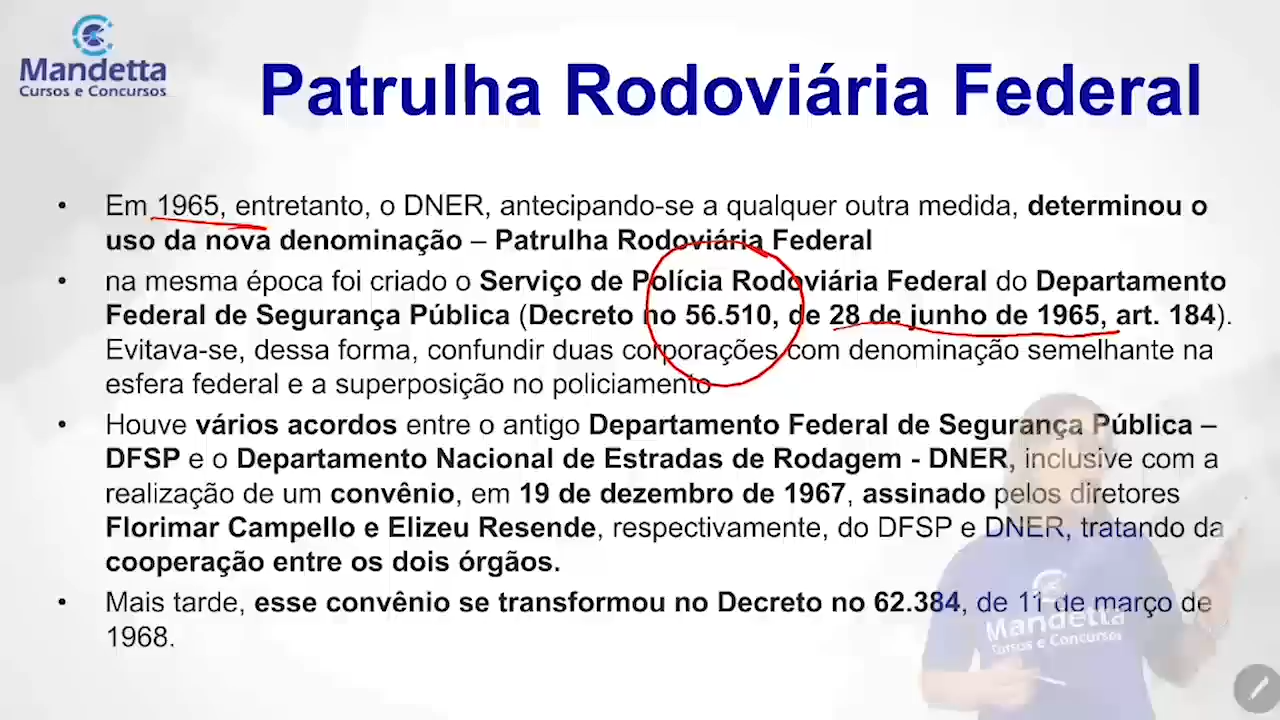 Mandetta
Cursos e Concursos
Patrulha Rodoviária Federal
• Em 1965, entretanto, o DNER, antecipando-se a qualquer outra medida, determinou o
uso da nova denominação – Patrulha Rodoviária Federal
• na mesma época foi criado o Serviço de Polícia Rodoviária Federal do Departamento
Federal de Segurança Pública (Decreto no 56.510, de 28 de junho de 1965, art. 184).
Evitava-se, dessa forma, confundir duas corporações com denominação semelhante na
esfera federal e a superposição no policiamento
• Houve vários acordos entre o antigo Departamento Federal de Segurança Pública –
DFSP e o Departamento Nacional de Estradas de Rodagem - DNER, inclusive com a
realização de um convênio, em 19 de dezembro de 1967, assinado pelos diretores
Florimar Campello e Elizeu Resende, respectivamente, do DFSP e DNER, tratando da
cooperação entre os dois órgãos.
• Mais tarde, esse convênio se transformou no Decreto no 62.384, de 11 de março de
1968.
Mandetta
Cursos e Concursos